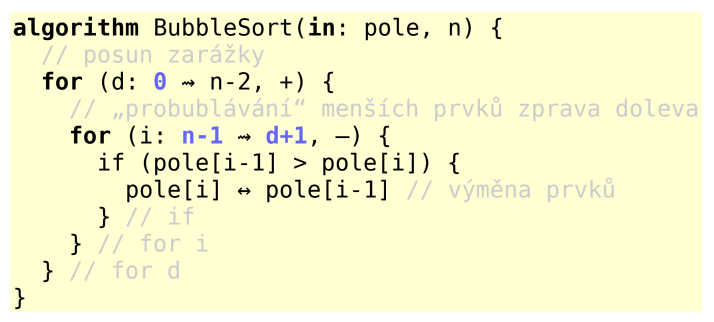 algorithm BubbleSort(in: pole, n) {
  // posun zarážky
  for (d: 0 ⇝ n-2, +) {
    // „probublávání“ menších prvků zprava doleva
    for (i: n-1 ⇝ d+1, –) {
      if (pole[i-1] > pole[i]) {
        pole[i] ↔ pole[i-1] // výměna prvků
      } // if
    } // for i
  } // for d
}